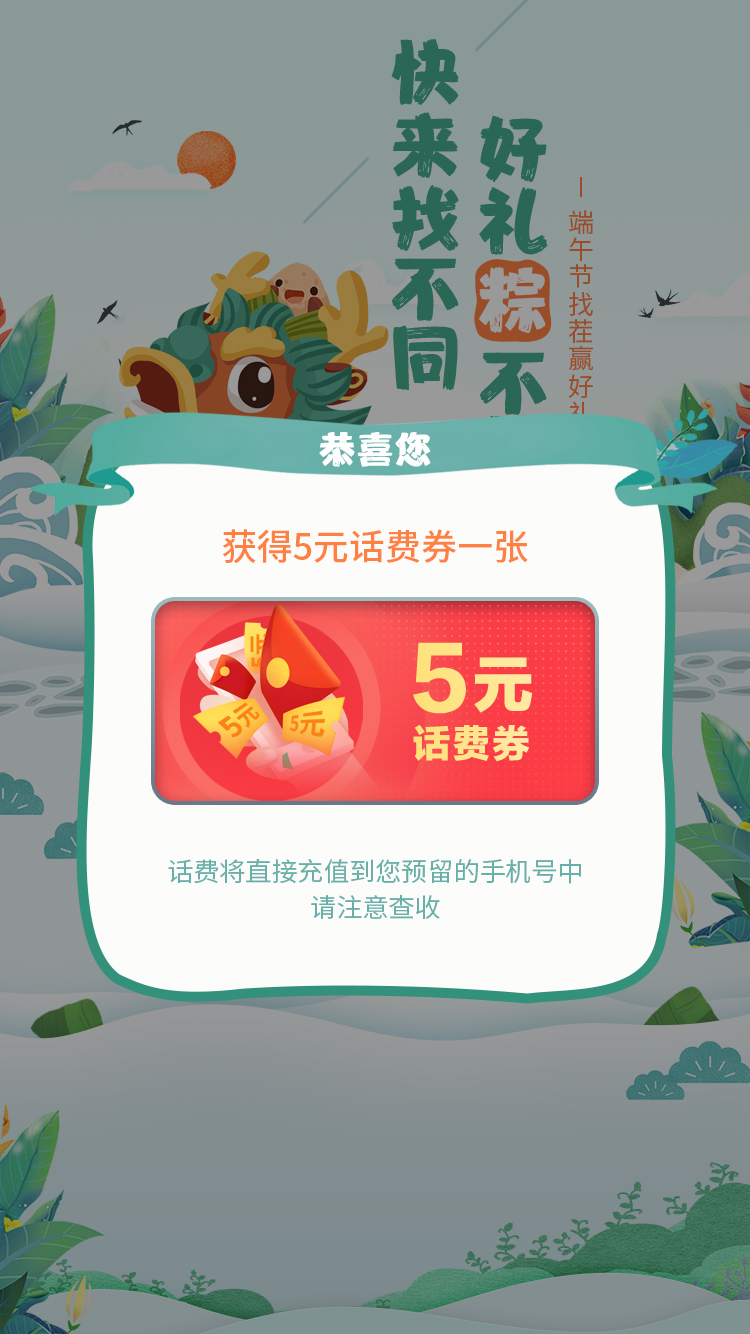 快来找不同
好礼粽不
端午节找茬赢好礼
恭喜您
获得5元话费券一张
5元
5元
5元
话费券
话费将直接充值到您预留的手机号中
请注意查收